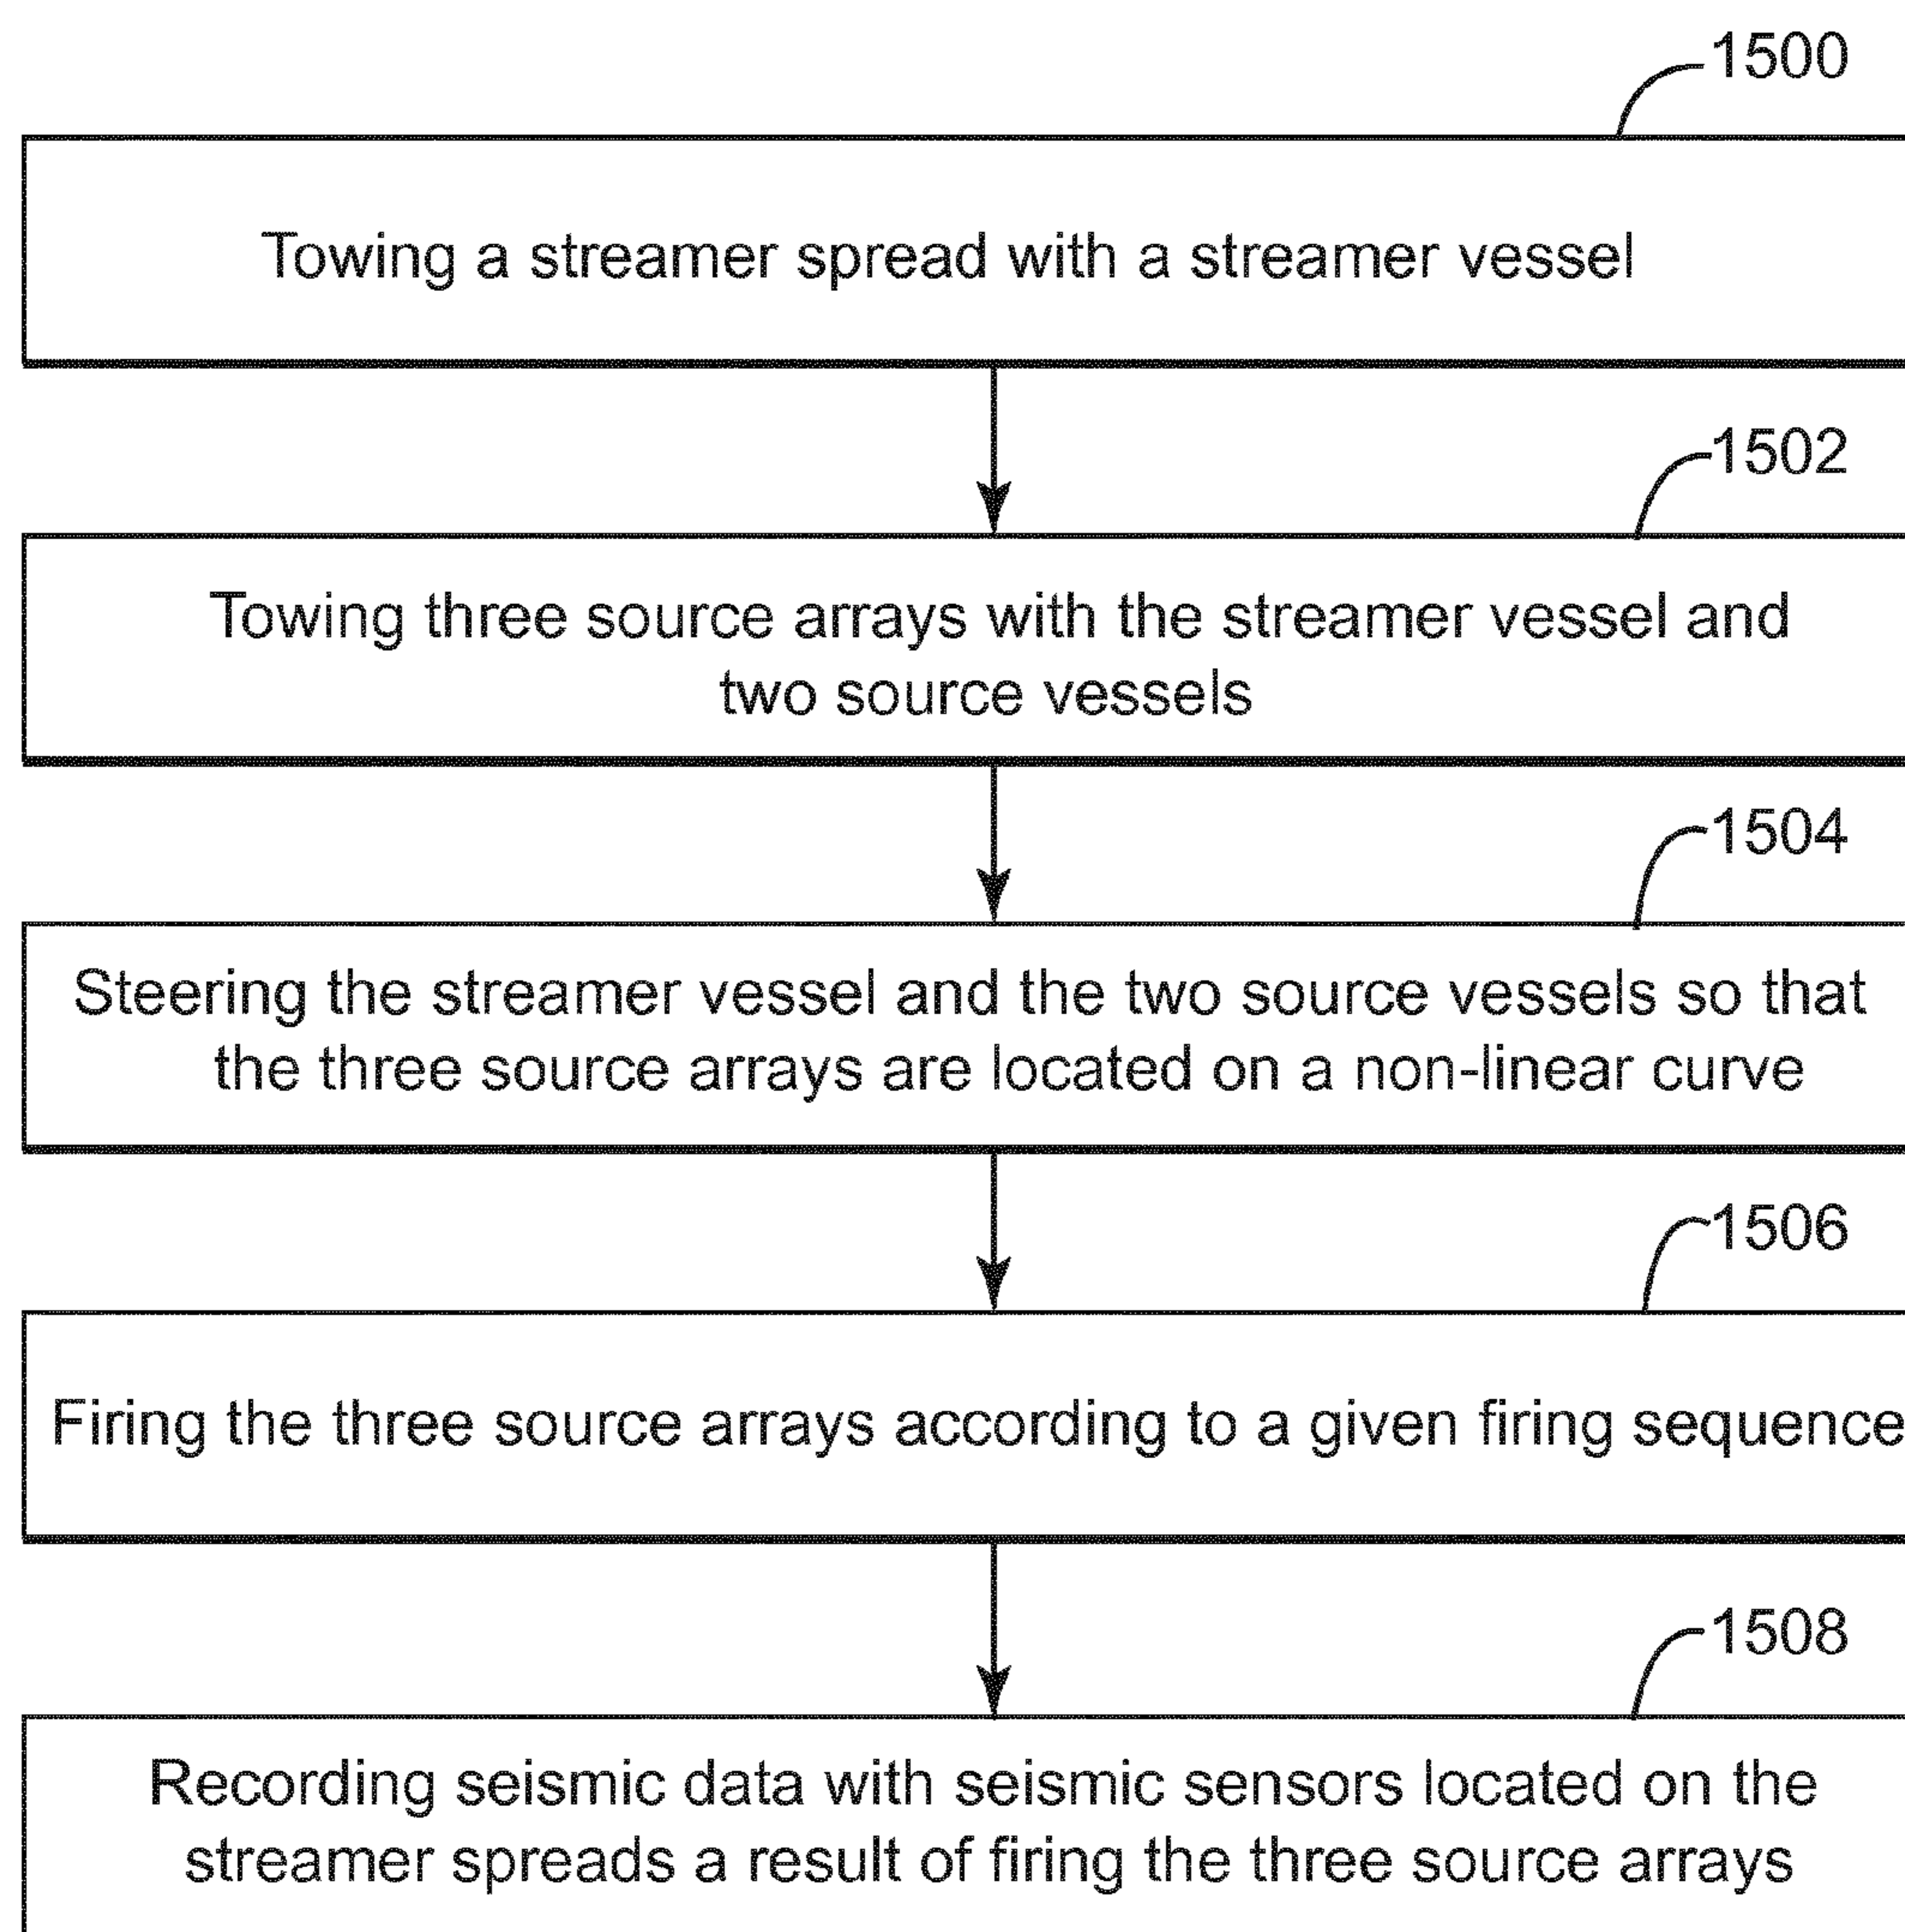 1500
Towing a streamer spread with a streamer vessel
1502
Towing three source arrays with the streamer vessel and
two source vessels
1504
Steering the streamer vessel and the two source vessels so that
the three source arrays are located on a non-linear curve
1506
Firing the three source arrays according to a given firing sequence
1508
Recording seismic data with seismic sensors located on the
streamer spreads a result of firing the three source arrays